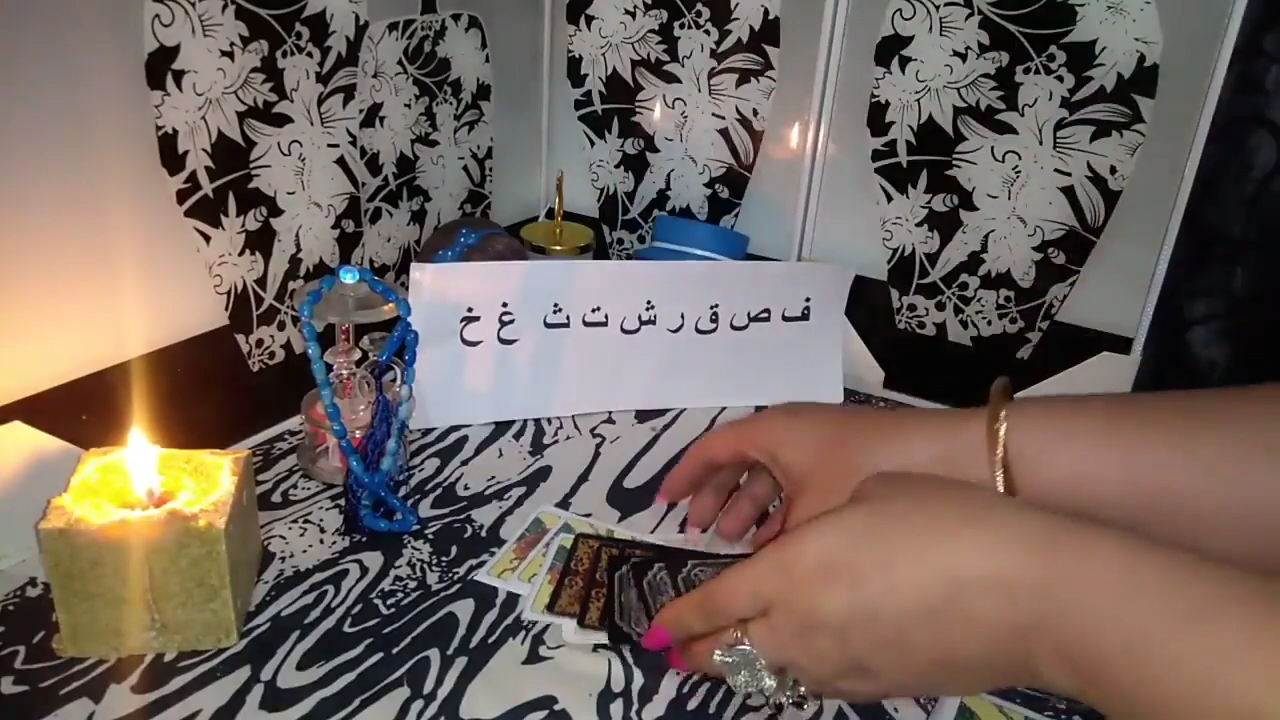 ف ص ق ر ش ت ث غ خ